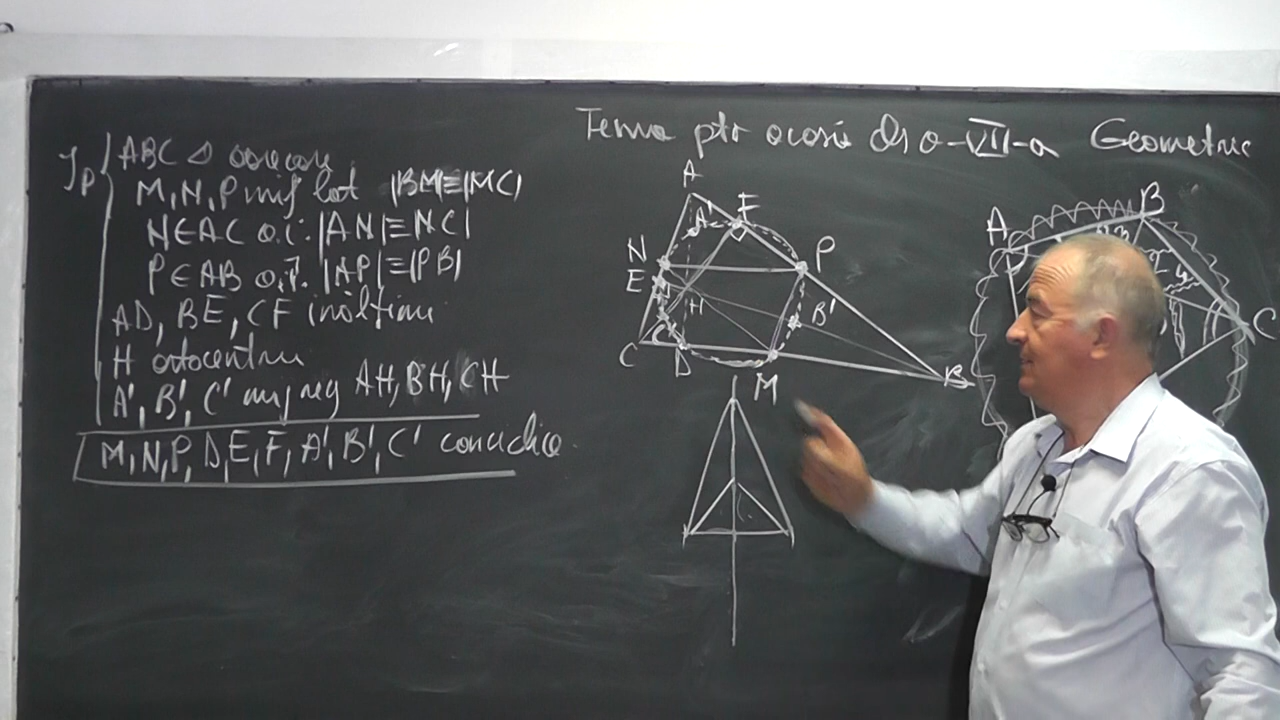 Tema ptr acasă cls a-VII-a Geometrie
Ip
ABC Δ oarecare
M, N, P mij lat |BM|≡|MC|
N∈AC a.î. |AN|≡|NC|
P∈AB a.î. |AP|≡|PB|
AD, BE, CF înălțimi
H ortocentru
A', B', C' mij seg AH, BH, CH
M, N, P, D, E, F, A', B', C' conciclice
A
A'
F
N
P
E
H
B'
C
C'
D
M
B
A
B
C